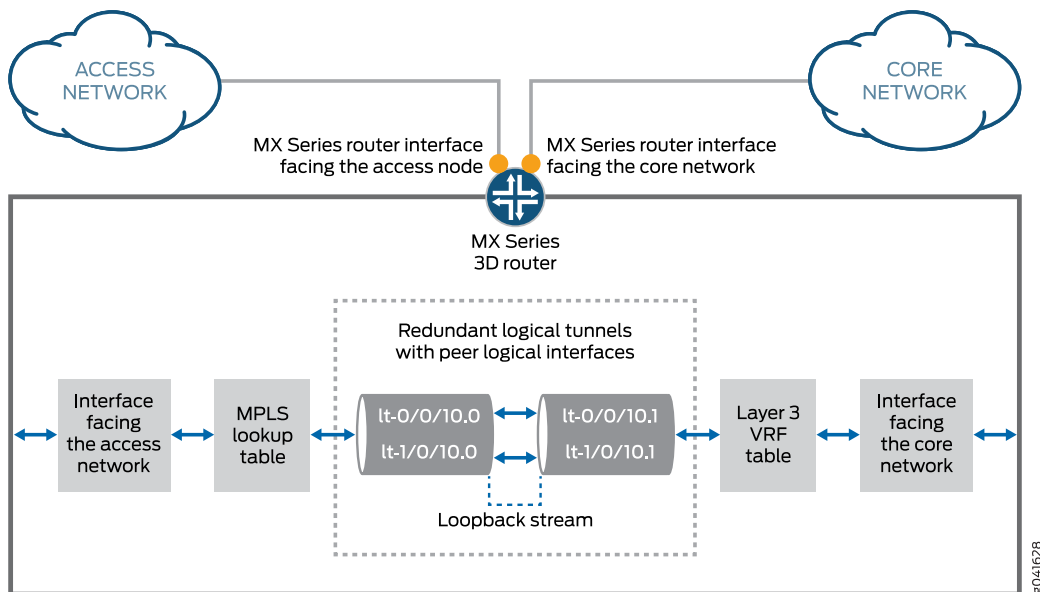 ACCESS
NETWORK
CORE
NETWORK
MX Series router interface
facing the access node
MX Series router interface
facing the core network
MX Series
3D router
Redundant logical tunnels
with peer logical interfaces
Interface
facing
the access
network
MPLS
lookup
table
lt-0/0/10.0
lt-1/0/10.0
lt-0/0/10.1
lt-1/0/10.1
Layer 3
VRF
table
Interface
facing
the core
network
Loopback stream
g041628